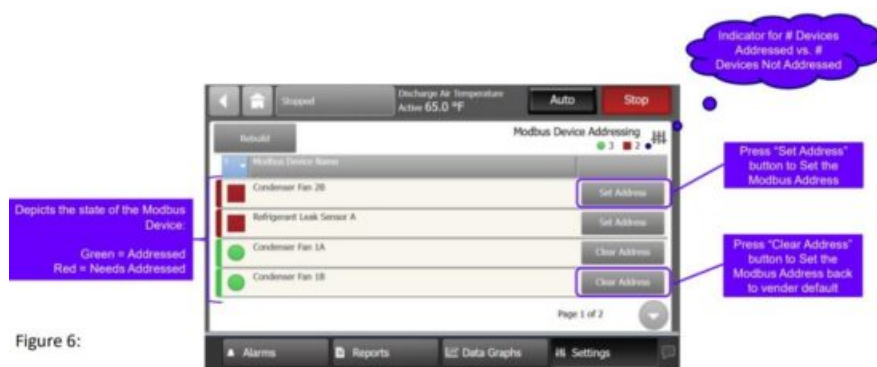 Indicator for # Devices
Addressed vs. #
Devices Not Addressed
Stopped
Discharge Air Temperature
Active 65.0 °F
Auto
Stop
Rebuild
Modbus Device Addressing
3 2
Modbus Device Name
Condenser Fan 2B
Set Address
Refrigerant Leak Sensor A
Set Address
Condenser Fan 1A
Clear Address
Condenser Fan 1B
Clear Address
Page 1 of 2
Alarms
Reports
Data Graphs
Settings
Depicts the state of the Modbus
Device:
Green = Addressed
Red = Needs Addressed
Press “Set Address”
button to Set the
Modbus Address
Press “Clear Address”
button to Set the
Modbus Address back
to vender default
Figure 6: